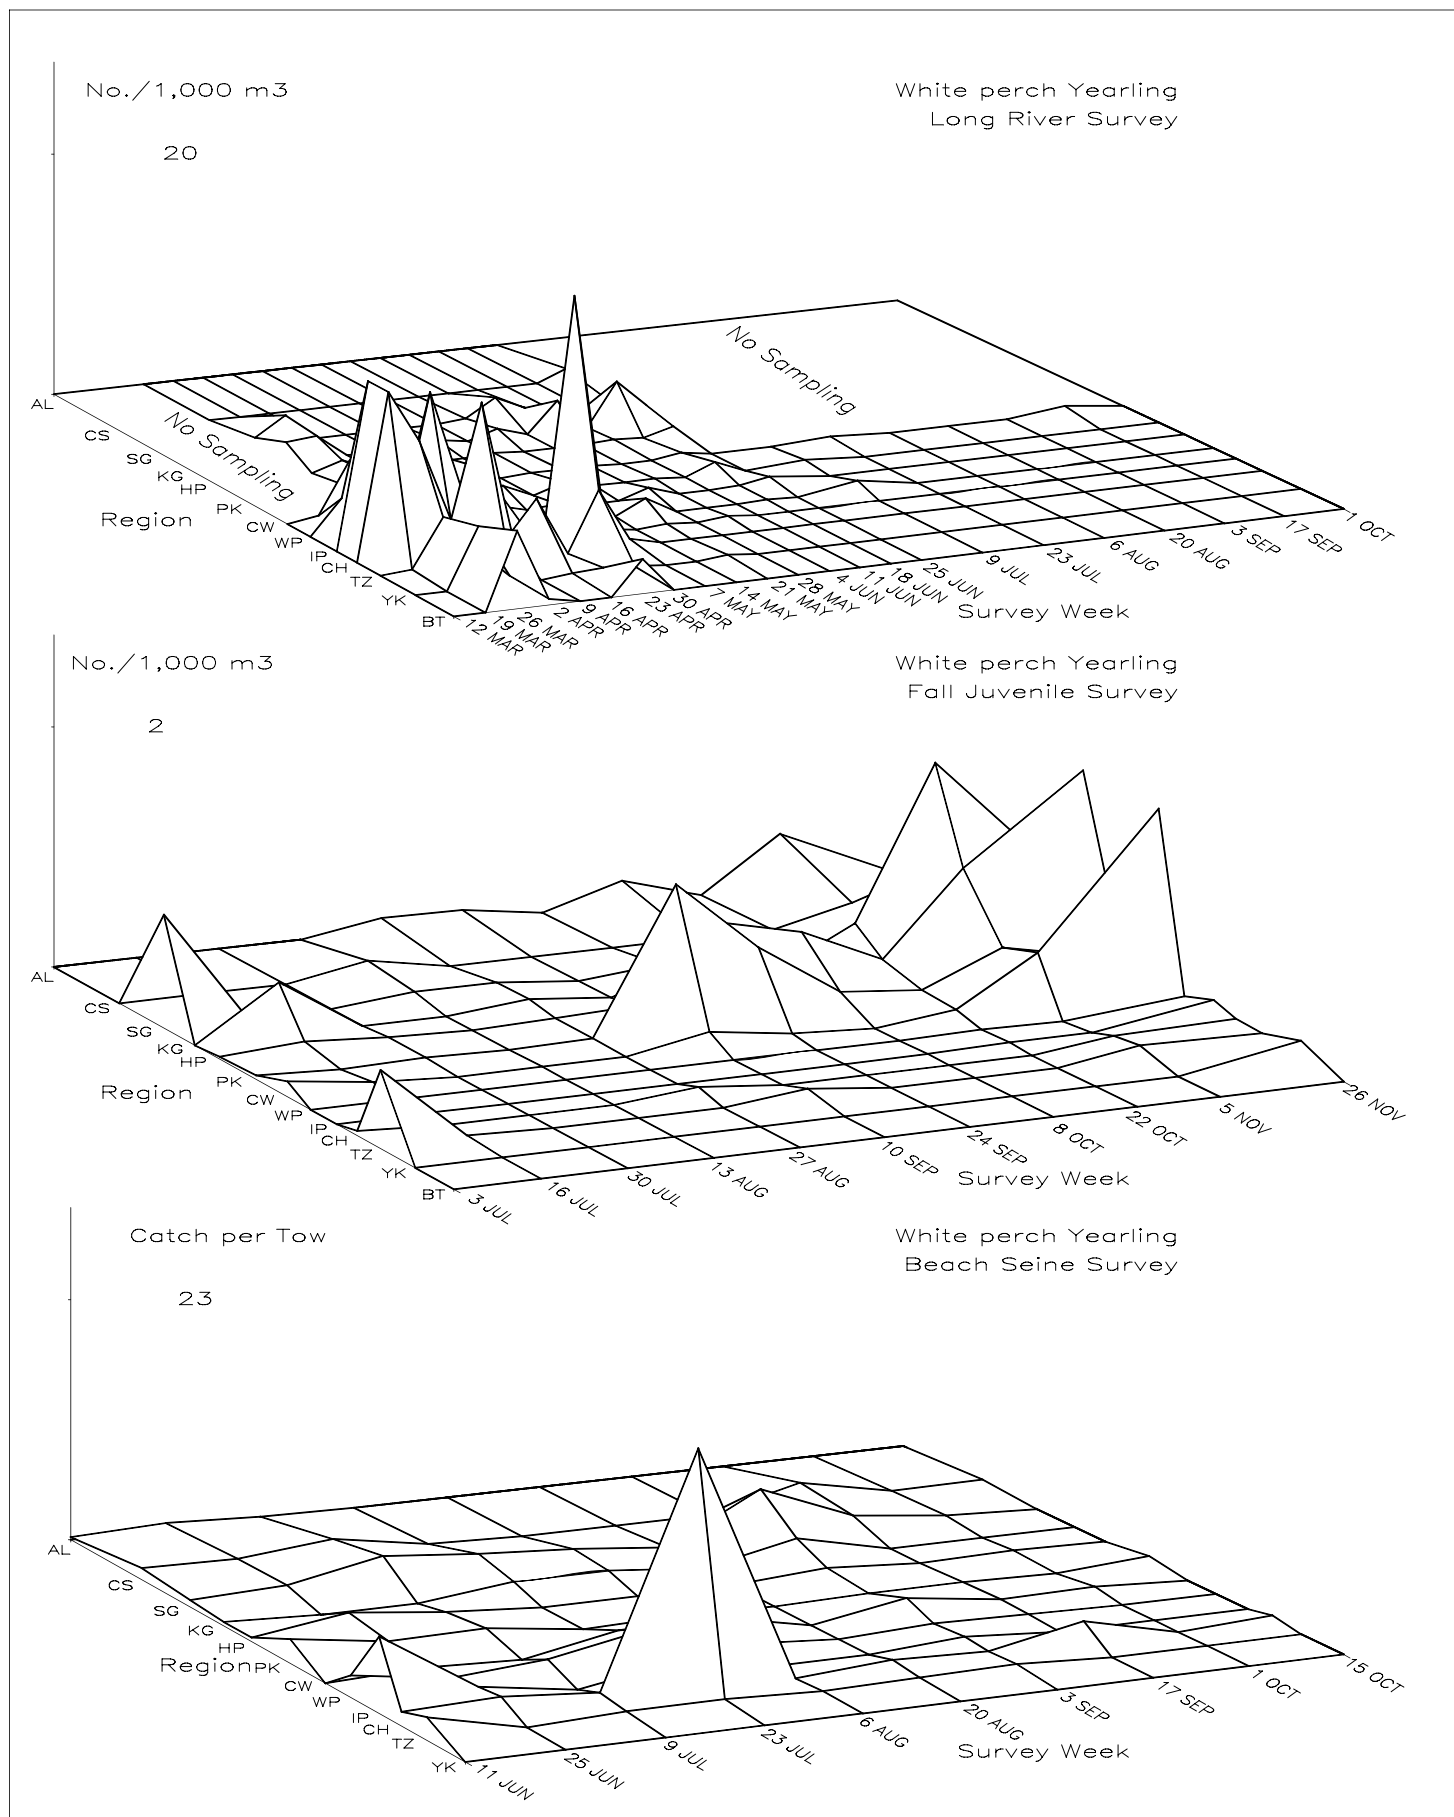 No./1,000 m3
White perch Yearling
Long River Survey
20
No Sampling
No Sampling
AL
CS
SG
KG
HP
PK
CW
WP
IP
CH
TZ
YK
BT
Region
12 MAR
19 MAR
26 MAR
2 APR
9 APR
16 APR
23 APR
30 APR
7 MAY
14 MAY
21 MAY
28 MAY
4 JUN
11 JUN
18 JUN
25 JUN
9 JUL
23 JUL
6 AUG
20 AUG
3 SEP
17 SEP
1 OCT
Survey Week
No./1,000 m3
White perch Yearling
Fall Juvenile Survey
2
AL
CS
SG
KG
HP
PK
CW
WP
IP
CH
TZ
YK
BT
Region
3 JUL
16 JUL
30 JUL
13 AUG
27 AUG
10 SEP
24 SEP
8 OCT
22 OCT
5 NOV
26 NOV
Survey Week
Catch per Tow
White perch Yearling
Beach Seine Survey
23
AL
CS
SG
KG
HP
PK
CW
WP
IP
CH
TZ
YK
Region
11 JUN
25 JUN
9 JUL
23 JUL
6 AUG
20 AUG
3 SEP
17 SEP
1 OCT
15 OCT
Survey Week